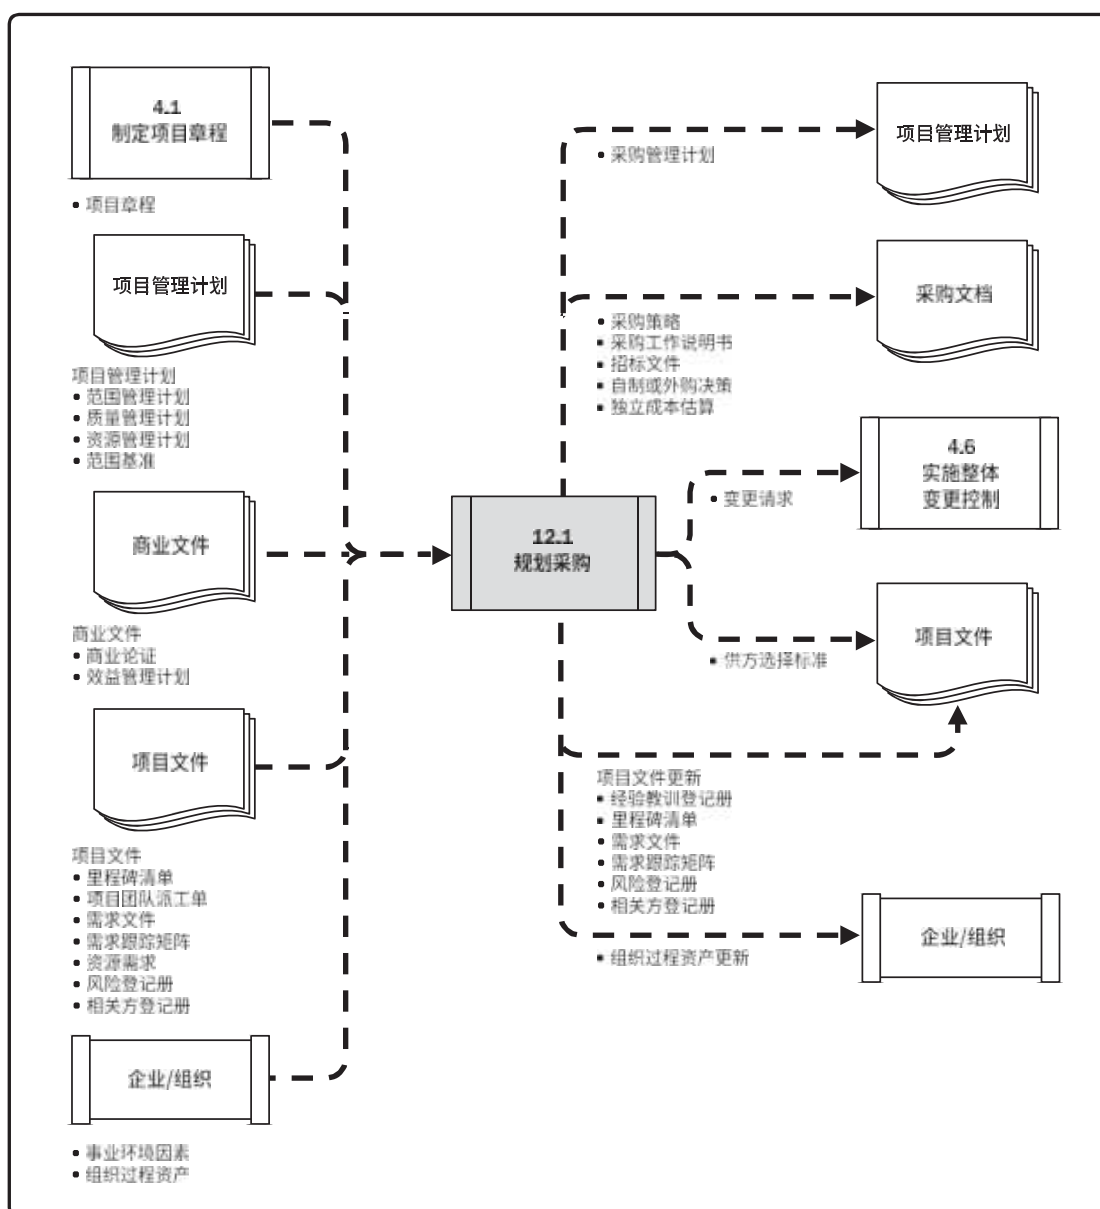 4.1
制定项目章程
• 项目章程
项目管理计划
项目管理计划
• 范围管理计划
• 质量管理计划
• 资源管理计划
• 范围基准
商业文件
商业文件
• 商业论证
• 效益管理计划
项目文件
项目文件
• 里程碑清单
• 项目团队派工单
• 需求文件
• 需求跟踪矩阵
• 资源需求
• 风险登记册
• 相关方登记册
企业/组织
• 事业环境因素
• 组织过程资产
12.1
规划采购
• 采购管理计划
项目管理计划
• 采购策略
• 采购工作说明书
• 招标文件
• 自制或外购决策
• 独立成本估算
采购文档
• 变更请求
4.6
实施整体
变更控制
• 供方选择标准
项目文件
项目文件更新
• 经验教训登记册
• 里程碑清单
• 需求文件
• 需求跟踪矩阵
• 风险登记册
• 相关方登记册
• 组织过程资产更新
企业/组织